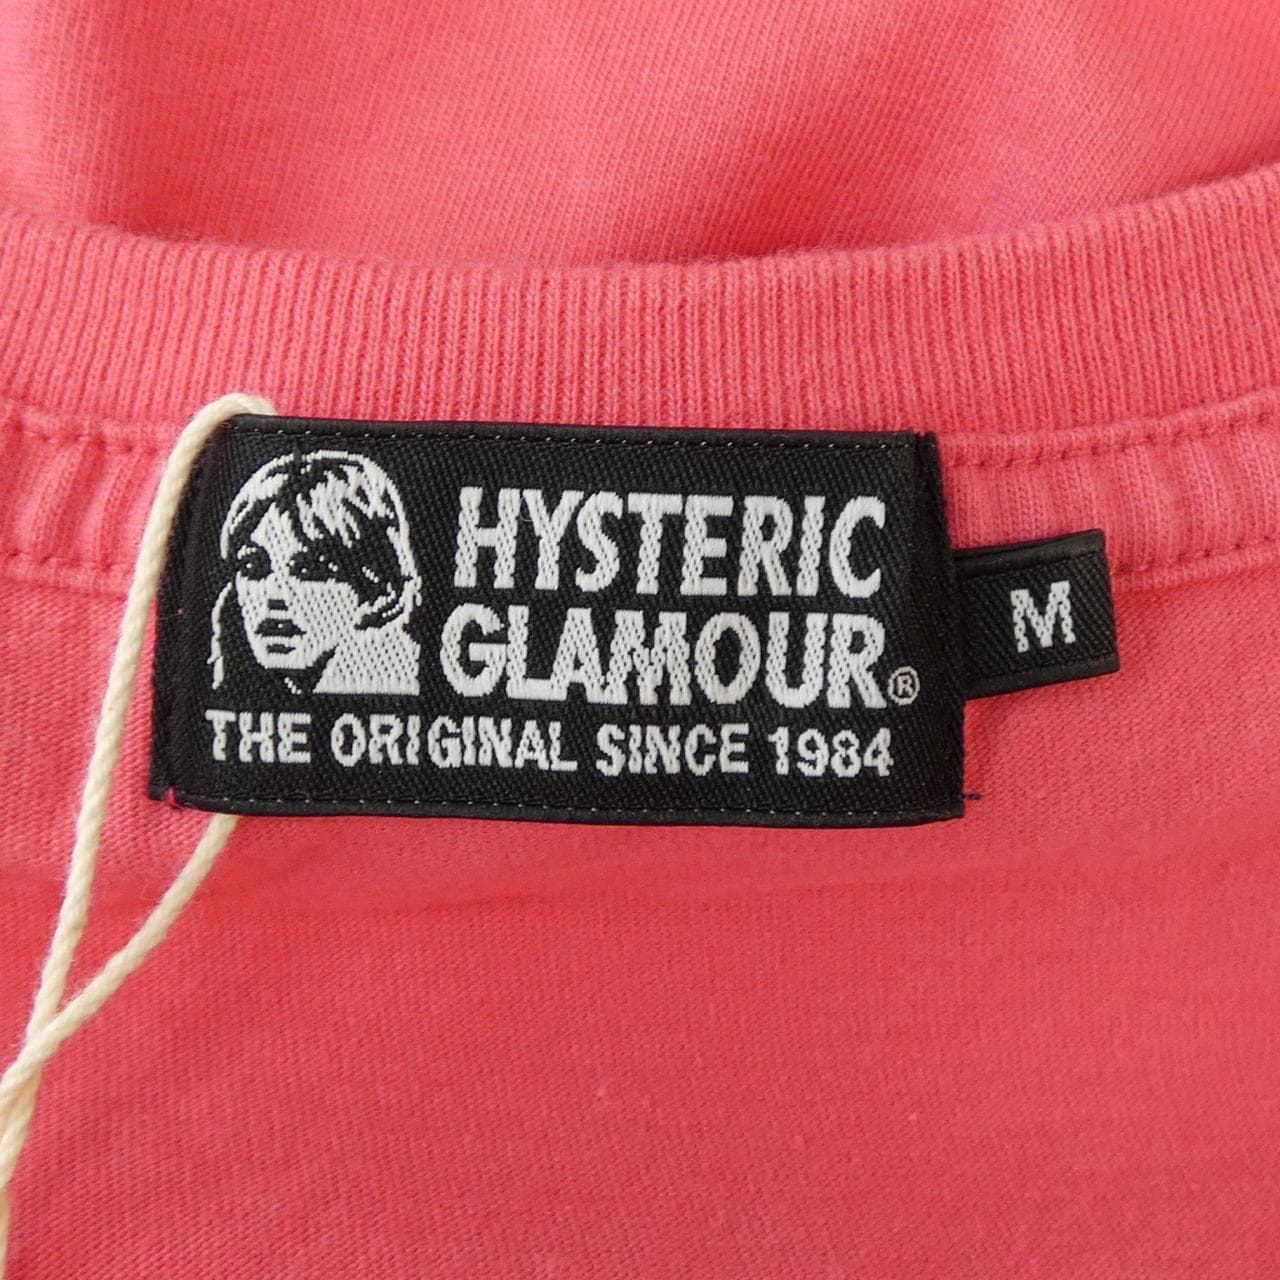 HYSTERIC
GLAMOUR®
THE ORIGINAL SINCE 1984
M